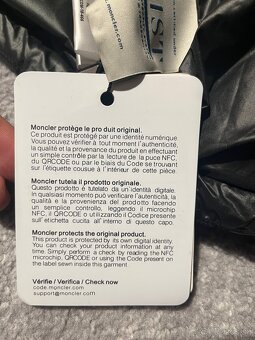 Moncler protège le produit original.
Ce produit est protégé par une identité numérique.
Vous pouvez vérifier à tout moment l'authenticité,
la qualité et la provenance du produit en effectuant
un simple contrôle par la lecture de la puce NFC,
du QRCODE ou par le biais du Code se trouvant
sur l'étiquette cousue à l'intérieur de cette pièce.
Moncler tutela il prodotto originale.
Questo prodotto è tutelato da un'identità digitale.
In qualsiasi momento puoi verificare l'autenticità, la
qualità e la provenienza del prodotto facendo
un semplice controllo, leggendo il microchip
NFC, il QRCODE o utilizzando il Codice presente
sull'etichetta cucita all'interno di questo capo.
Moncler protects the original product.
This product is protected by its own digital identity.
You can check your product information at any
time. Simply perform a check by reading the NFC
microchip, QRCODE or using the Code present on
the label sewn inside this garment.
Vérifie / Verifica / Check now
code.moncler.com
support@moncler.com